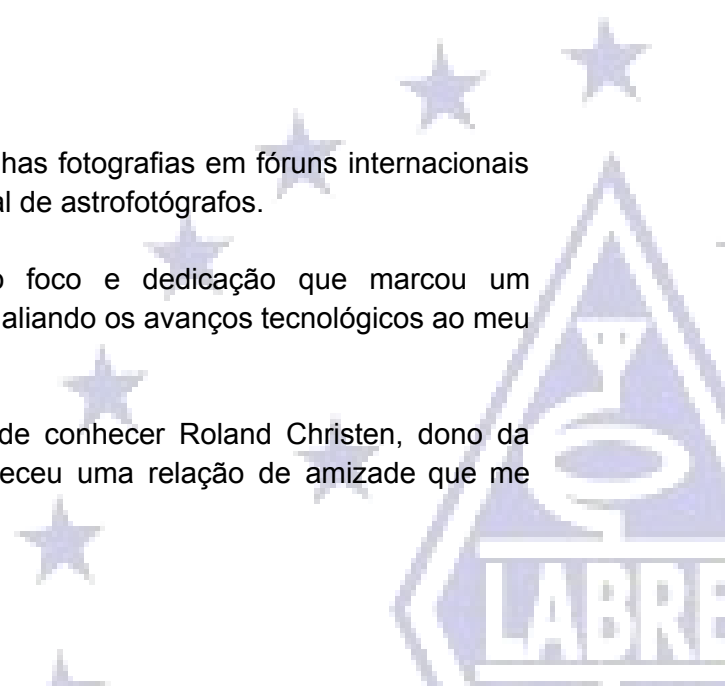 has fotografias em fóruns internacionais
al de astrofotógrafos.
o foco e dedicação que marcou um
aliando os avanços tecnológicos ao meu
de conhecer Roland Christen, dono da
eceu uma relação de amizade que me
LABRE